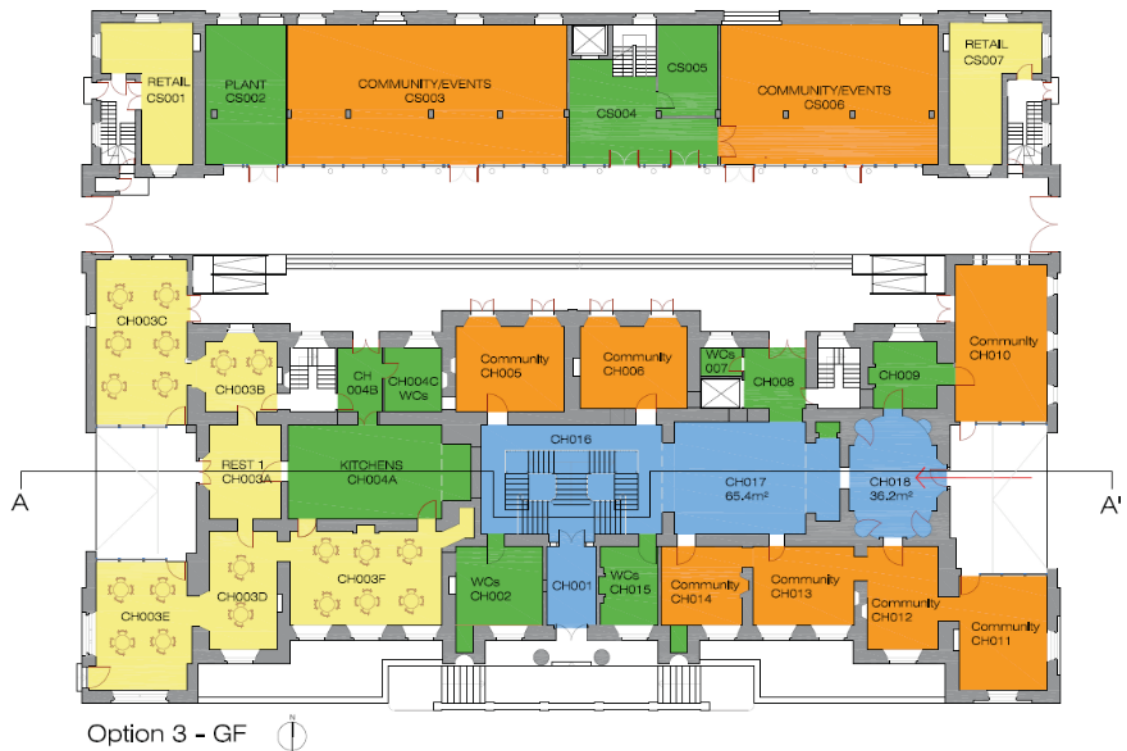 RETAIL
CS001
PLANT
CS002
COMMUNITY/EVENTS
CS003
CS004
CS005
COMMUNITY/EVENTS
CS006
RETAIL
CS007
CH003C
CH003B
CH
004B
CH004C
WCs
Community
CH005
Community
CH006
WCs
007
CH008
CH009
Community
CH010
REST 1
CH003A
KITCHENS
CH004A
CH016
CH017
65.4m²
CH018
36.2m²
A
A'
CH003E
CH003D
CH003F
WCs
CH002
CH001
WCs
CH015
Community
CH014
Community
CH013
Community
CH012
Community
CH011
Option 3 - GF
N